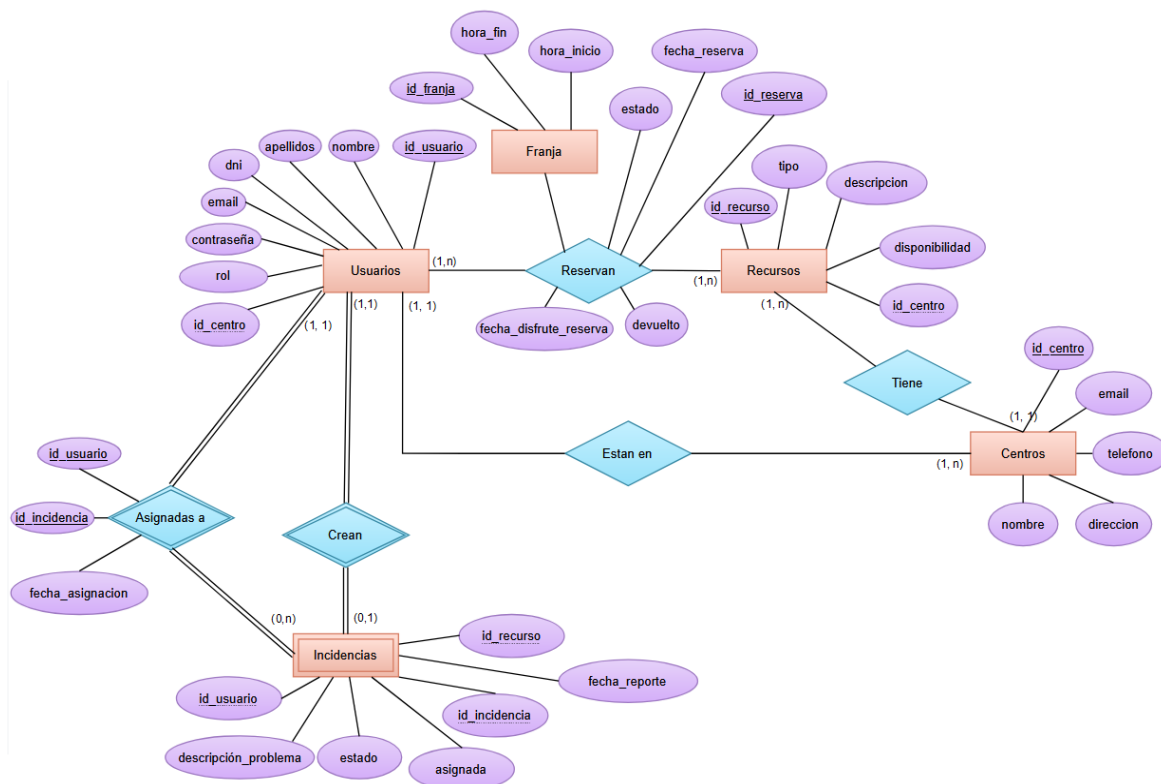 hora_fin
hora_inicio
fecha_reserva
id_franja
id_reserva
estado
Franja
apellidos
nombre
id_usuario
dni
tipo
descripcion
email
id_recurso
contraseña
disponibilidad
rol
Usuarios
(1,n)
Reservan
(1,n)
Recursos
id_centro
(1, 1)
(1,1)
(1, 1)
(1, n)
id_centro
fecha_disfrute_reserva
devuelto
id_centro
Tiene
email
(1, 1)
Estan en
(1, n)
Centros
telefono
id_usuario
id_incidencia
Asignadas a
Crean
nombre
direccion
fecha_asignacion
(0,n)
(0,1)
id_recurso
Incidencias
fecha_reporte
id_usuario
id_incidencia
descripción_problema
estado
asignada